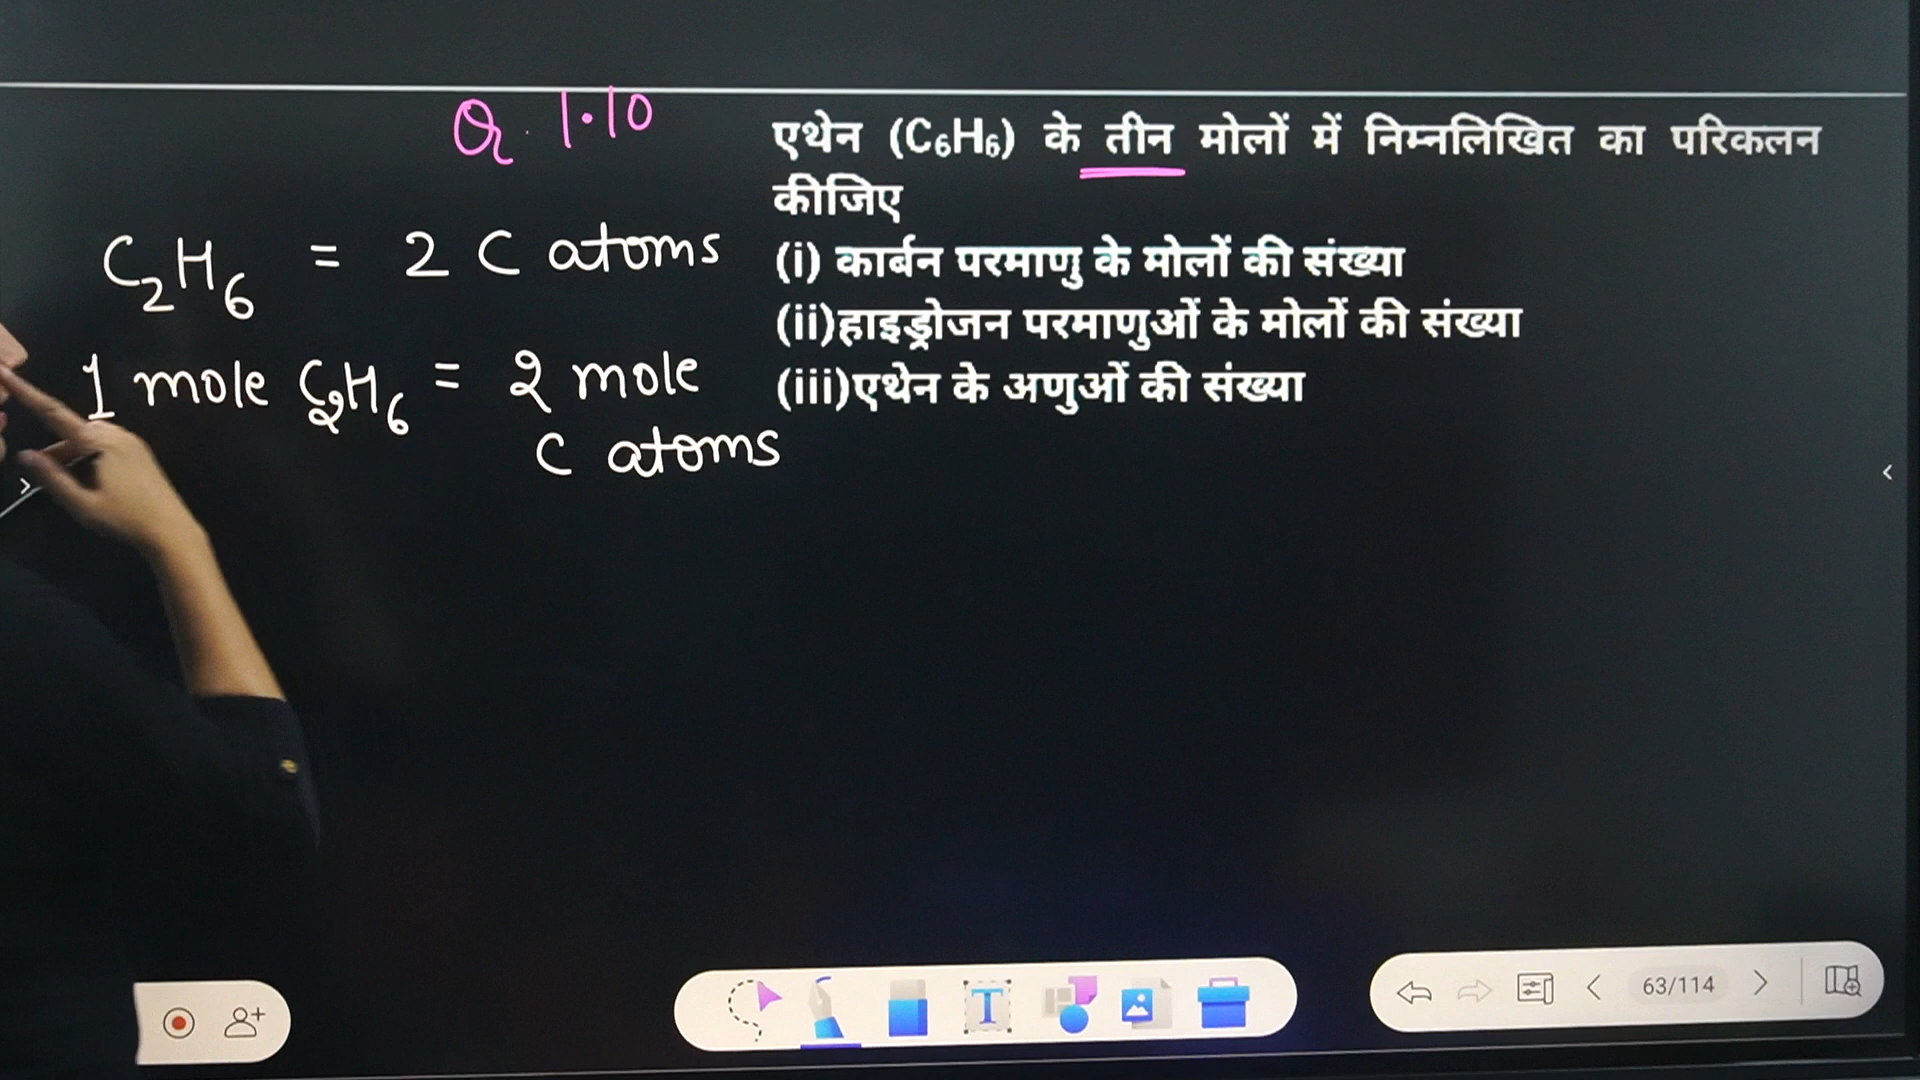 Q. 1.10
एथेन (C₆H₆) के तीन मोलों में निम्नलिखित का परिकलन
कीजिए
(i) कार्बन परमाणु के मोलों की संख्या
(ii)हाइड्रोजन परमाणुओं के मोलों की संख्या
(iii)एथेन के अणुओं की संख्या
C₂H₆ = 2 C atoms
1 mole C₂H₆ = 2 mole
C atoms
T
63/114